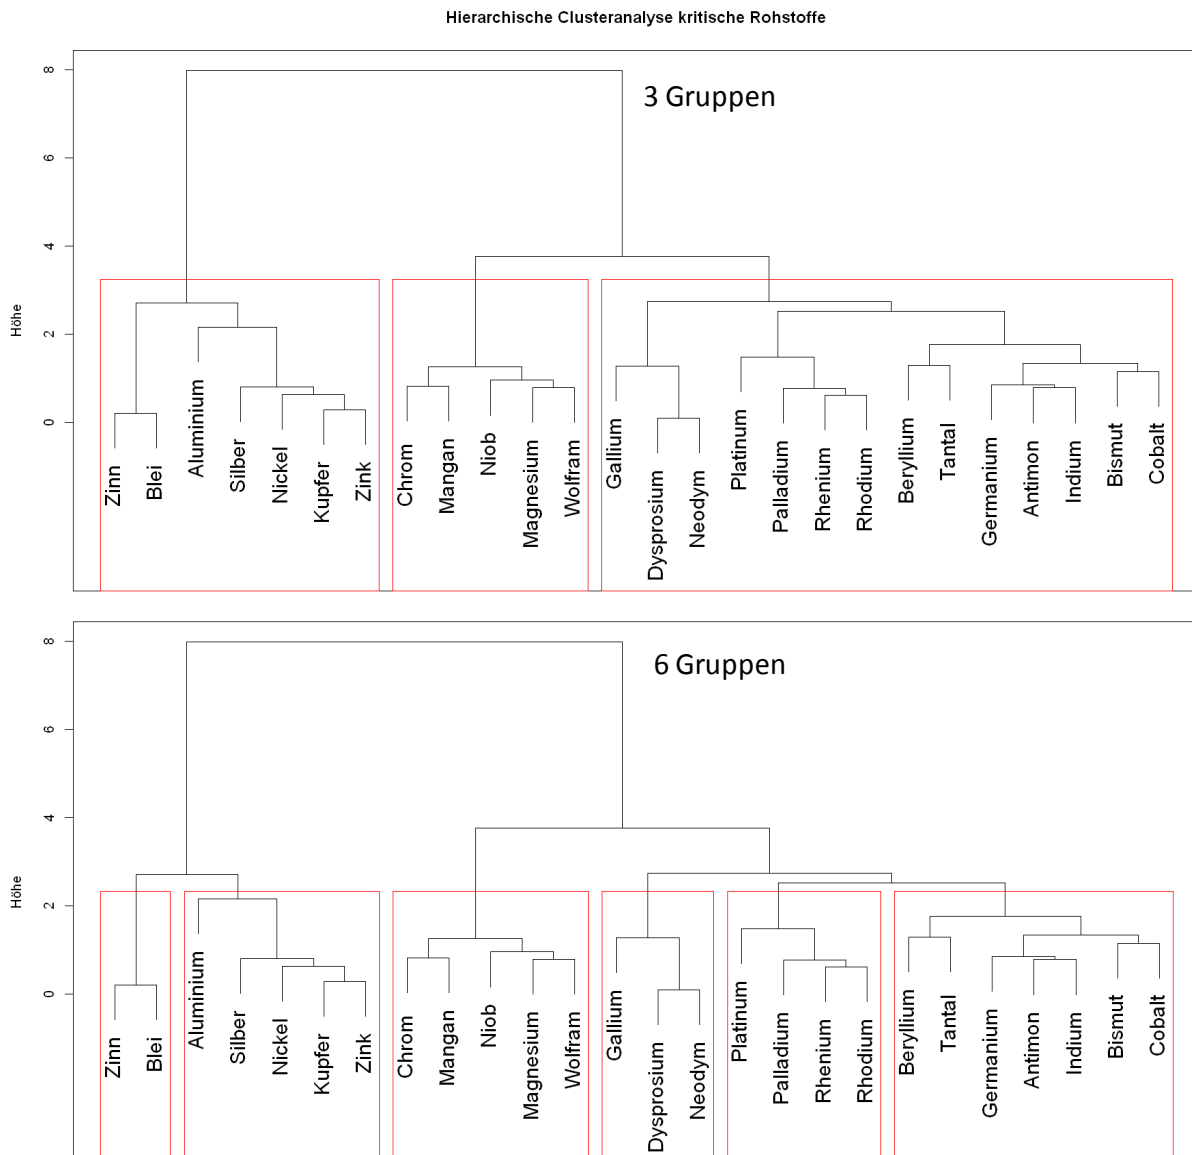 Hierarchische Clusteranalyse kritische Rohstoffe
3 Gruppen
Höhe
8
6
4
2
0
Zinn
Blei
Aluminium
Silber
Nickel
Kupfer
Zink
Chrom
Mangan
Niob
Magnesium
Wolfram
Gallium
Dysprosium
Neodym
Platinum
Palladium
Rhenium
Rhodium
Beryllium
Tantal
Germanium
Antimon
Indium
Bismut
Cobalt
6 Gruppen
Höhe
8
6
4
2
0
Zinn
Blei
Aluminium
Silber
Nickel
Kupfer
Zink
Chrom
Mangan
Niob
Magnesium
Wolfram
Gallium
Dysprosium
Neodym
Platinum
Palladium
Rhenium
Rhodium
Beryllium
Tantal
Germanium
Antimon
Indium
Bismut
Cobalt